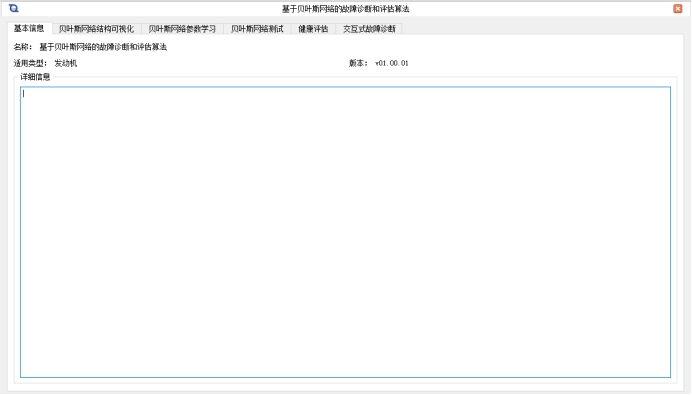 基于贝叶斯网络的故障诊断和评估算法
基本信息 贝叶斯网络结构可视化 贝叶斯网络参数学习 贝叶斯网络测试 健康评估 交互式故障诊断
名称： 基于贝叶斯网络的故障诊断和评估算法
适用类型： 发动机 版本： v01.00.01
详细信息